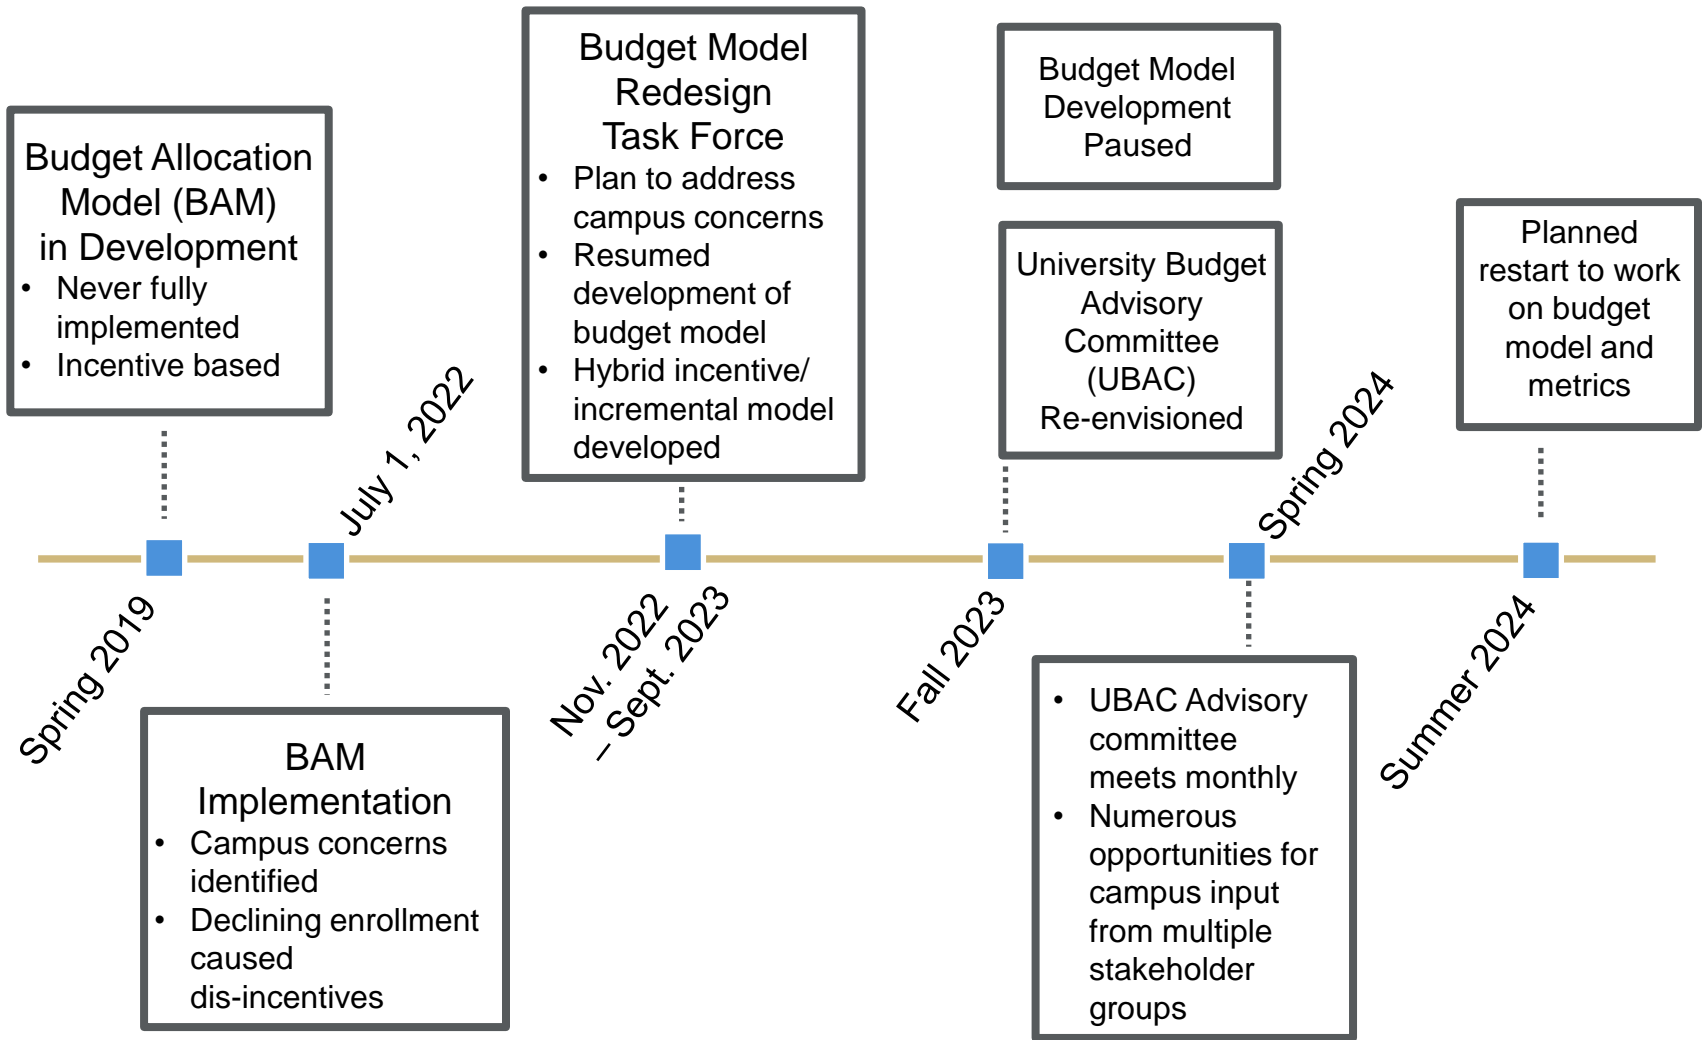 Budget Allocation
Model (BAM)
in Development
• Never fully
implemented
• Incentive based
Spring 2019
July 1, 2022
BAM
Implementation
• Campus concerns
identified
• Declining enrollment
caused
dis-incentives
Budget Model
Redesign
Task Force
• Plan to address
campus concerns
• Resumed
development of
budget model
• Hybrid incentive/
incremental model
developed
Nov. 2022
– Sept. 2023
Budget Model
Development
Paused
University Budget
Advisory
Committee
(UBAC)
Re-envisioned
Fall 2023
Spring 2024
• UBAC Advisory
committee
meets monthly
• Numerous
opportunities for
campus input
from multiple
stakeholder
groups
Planned
restart to work
on budget
model and
metrics
Summer 2024